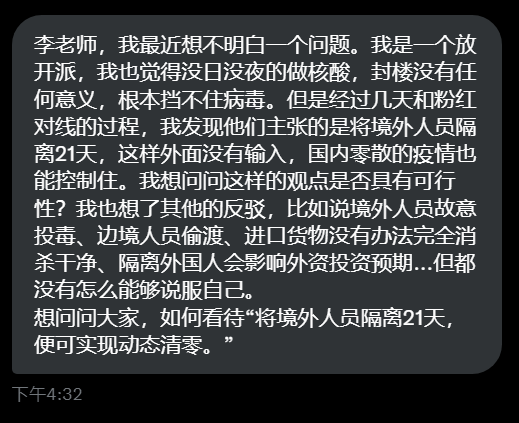 李老师，我最近想不明白一个问题。我是一个放
开派，我也觉得没日没夜的做核酸，封楼没有任
何意义，根本挡不住病毒。但是经过几天和粉红
对线的过程，我发现他们主张的是将境外人员隔
离21天，这样外面没有输入，国内零散的疫情也
能控制住。我想问问这样的观点是否具有可行
性？我也想了其他的反驳，比如说境外人员故意
投毒、边境人员偷渡、进口货物没有办法完全消
杀干净、隔离外国人会影响外资投资预期...但都
没有怎么能够说服自己。
想问问大家，如何看待“将境外人员隔离21天，
便可实现动态清零。”
下午4:32